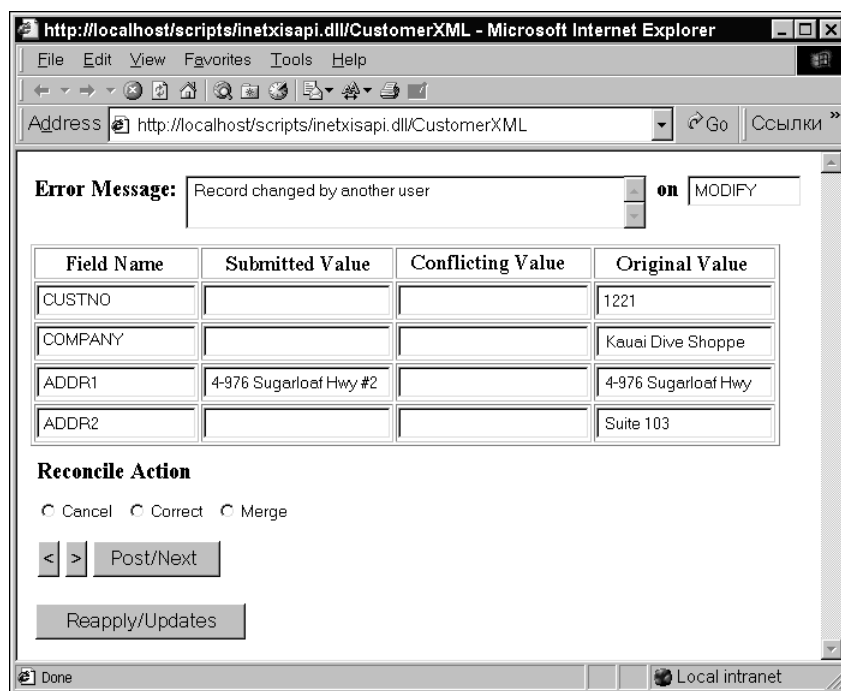 http://localhost/scripts/inetxisapi.dll/CustomerXML - Microsoft Internet Explorer
File Edit View Favorites Tools Help
Address http://localhost/scripts/inetxisapi.dll/CustomerXML Go Ссылки »
Error Message: Record changed by another user on MODIFY
Field Name Submitted Value Conflicting Value Original Value
CUSTNO 1221
COMPANY Kauai Dive Shoppe
ADDR1 4-976 Sugarloaf Hwy #2 4-976 Sugarloaf Hwy
ADDR2 Suite 103
Reconcile Action
Cancel Correct Merge
< > Post/Next
Reapply/Updates
Done Local intranet